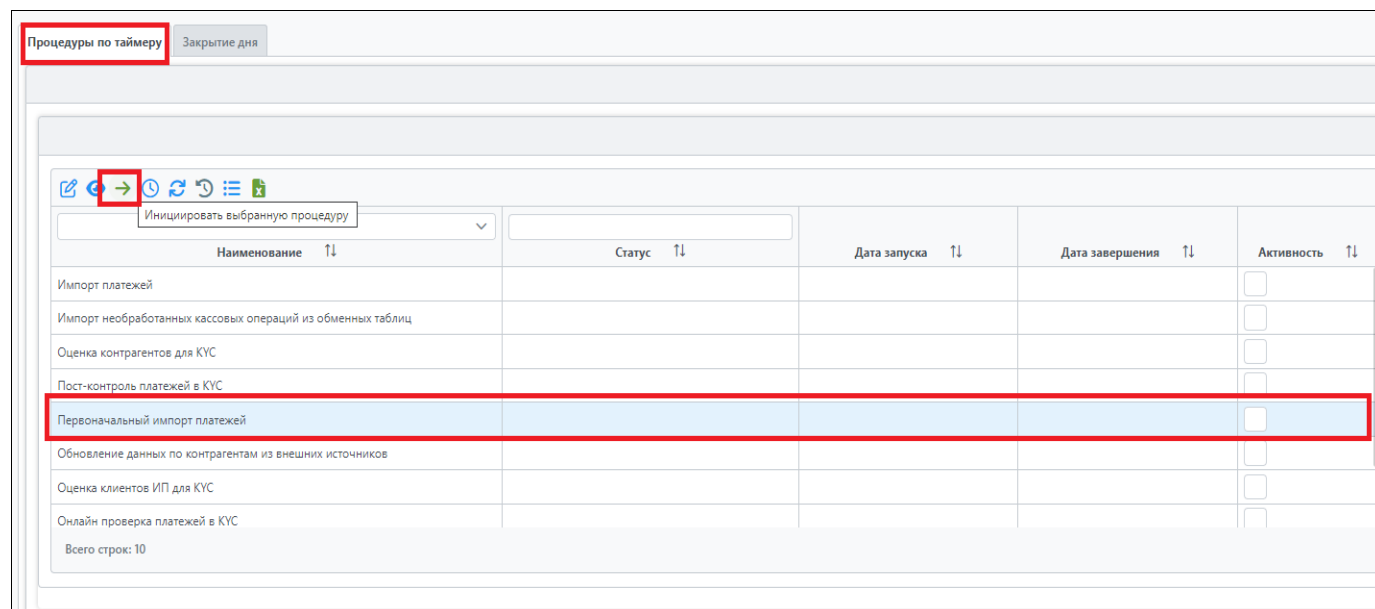 Процедуры по таймеру Закрытие дня
Инициировать выбранную процедуру
Наименование Статус Дата запуска Дата завершения Активность
Импорт платежей
Импорт необработанных кассовых операций из обменных таблиц
Оценка контрагентов для KYC
Пост-контроль платежей в KYC
Первоначальный импорт платежей
Обновление данных по контрагентам из внешних источников
Оценка клиентов ИП для KYC
Онлайн проверка платежей в KYC
Всего строк: 10